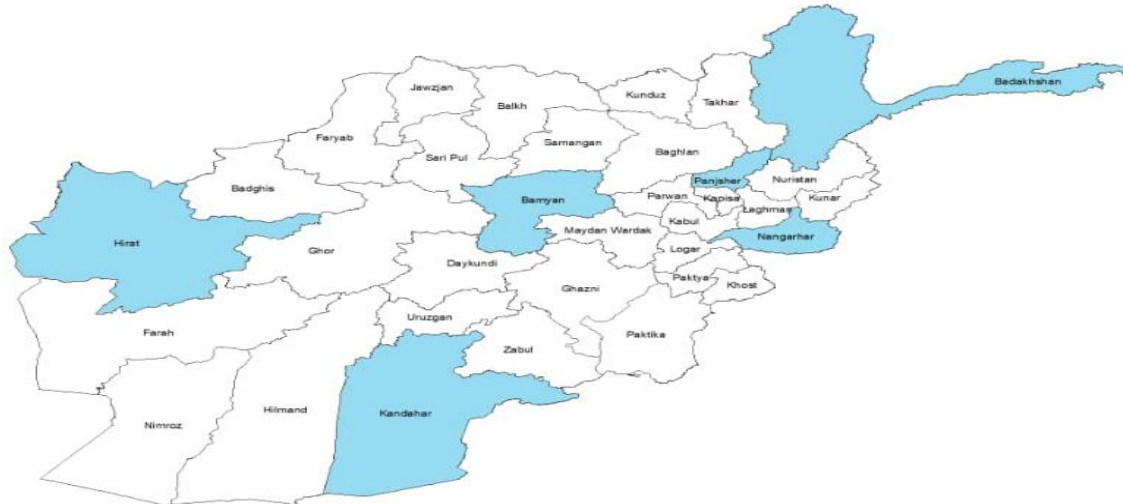 Badakhshan
Jawzjan
Balkh
Kunduz
Takhar
Faryab
Sari Pul
Samangan
Baghlan
Badghis
Panjsher
Nuristan
Bamyan
Parwan
Kapisa
Kunar
Laghman
Kabul
Maydan Wardak
Nangarhar
Hirat
Ghor
Logar
Daykundi
Paktya
Khost
Ghazni
Uruzgan
Farah
Paktika
Zabul
Hilmand
Kandahar
Nimroz